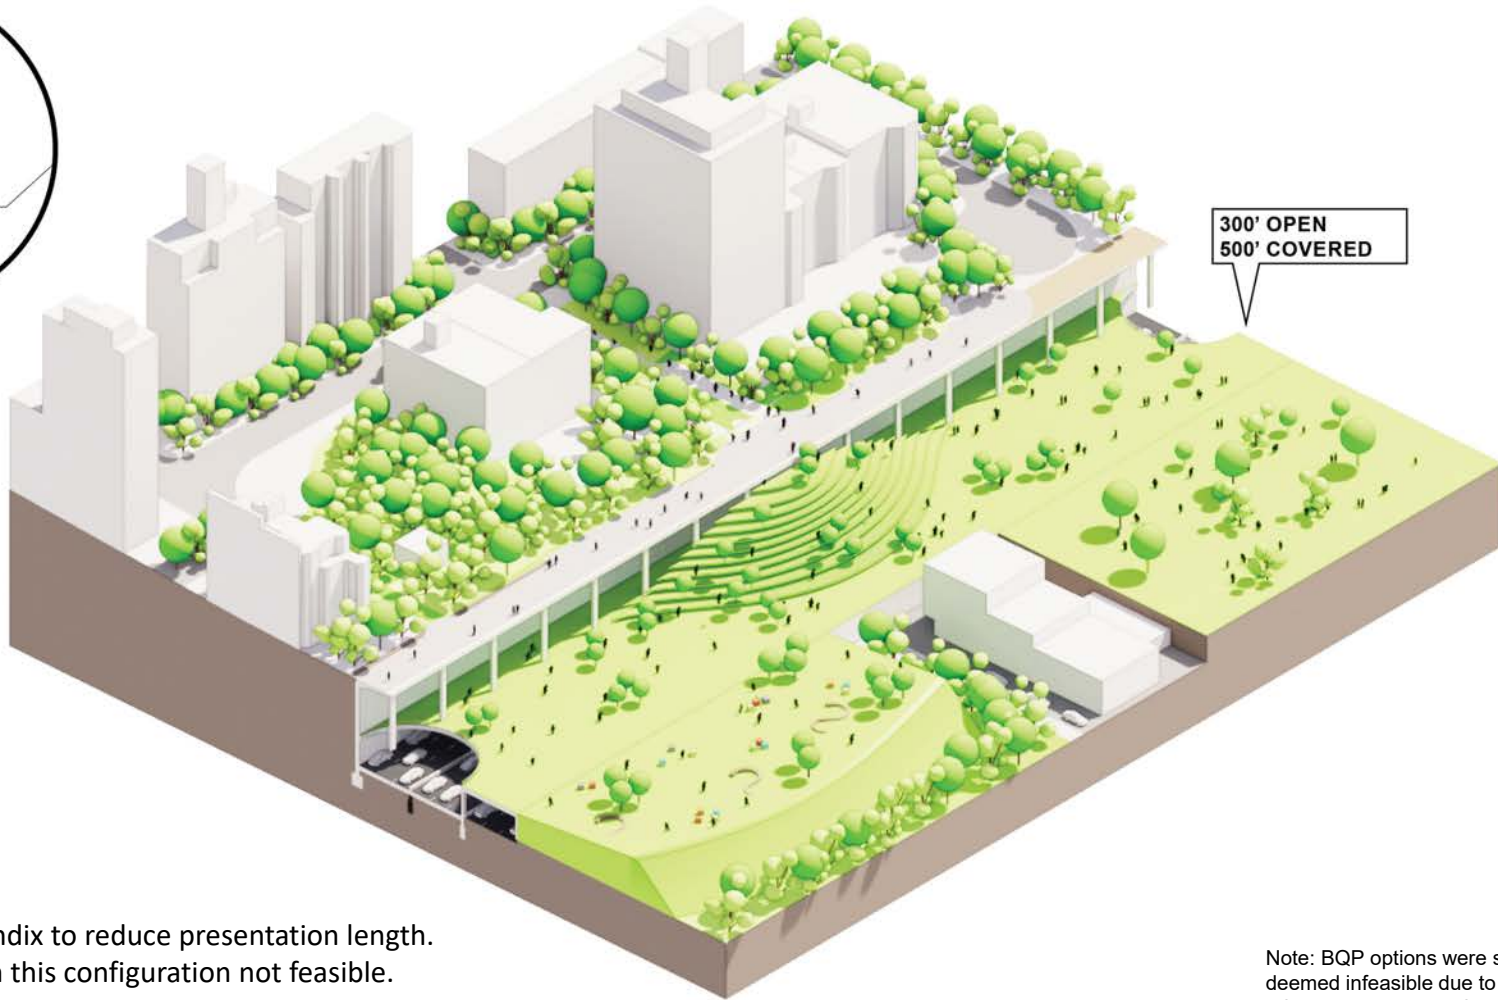 300' OPEN
500' COVERED
to reduce presentation length.
this configuration not feasible.
Note: BQP options were
deemed infeasible due to